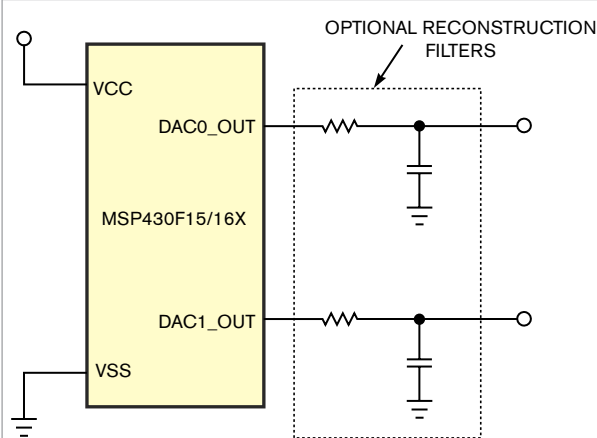 OPTIONAL RECONSTRUCTION
FILTERS
VCC
DAC0_OUT
MSP430F15/16X
DAC1_OUT
VSS